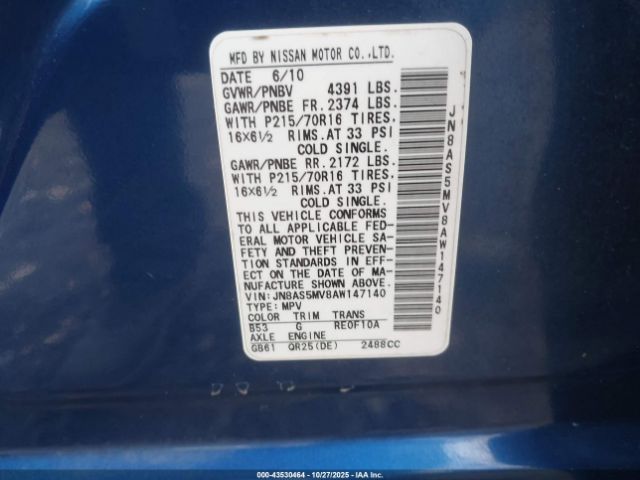 MFD BY NISSAN MOTOR CO.,LTD.
DATE 6/10
GVWR/PNBV 4391 LBS.
GAWR/PNBE FR. 2374 LBS.
WITH P215/70R16 TIRES,
16X6½ RIMS.AT 33 PSI
COLD SINGLE.
GAWR/PNBE RR. 2172 LBS.
WITH P215/70R16 TIRES,
16X6½ RIMS.AT 33 PSI
COLD SINGLE.
THIS VEHICLE CONFORMS
TO ALL APPLICABLE FED-
ERAL MOTOR VEHICLE SA-
FETY AND THEFT PREVEN-
TION STANDARDS IN EFF-
ECT ON THE DATE OF MA-
NUFACTURE SHOWN ABOVE.
VIN:JN8AS5MV8AW147140
TYPE:MPV
COLOR TRIM TRANS
B53 G RE0F10A
AXLE ENGINE
GB61 QR25(DE) 2488CC
JN8AS5MV8AW147140
000-43530464 | 10/27/2025 | IAAI.COM